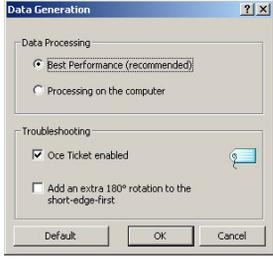 Data Generation
Data Processing
Best Performance (recommended)
Processing on the computer
Troubleshooting
Oce Ticket enabled
Add an extra 180° rotation to the
short-edge-first
Default OK Cancel